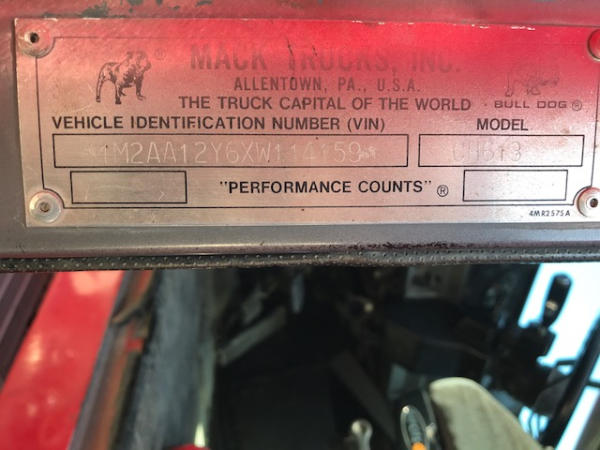 MACK TRUCKS, INC.
ALLENTOWN, PA., U.S.A.
THE TRUCK CAPITAL OF THE WORLD · BULL DOG ®
VEHICLE IDENTIFICATION NUMBER (VIN) MODEL
1M2AA12Y6XW114159 CH613
"PERFORMANCE COUNTS" ®
4MR2575A